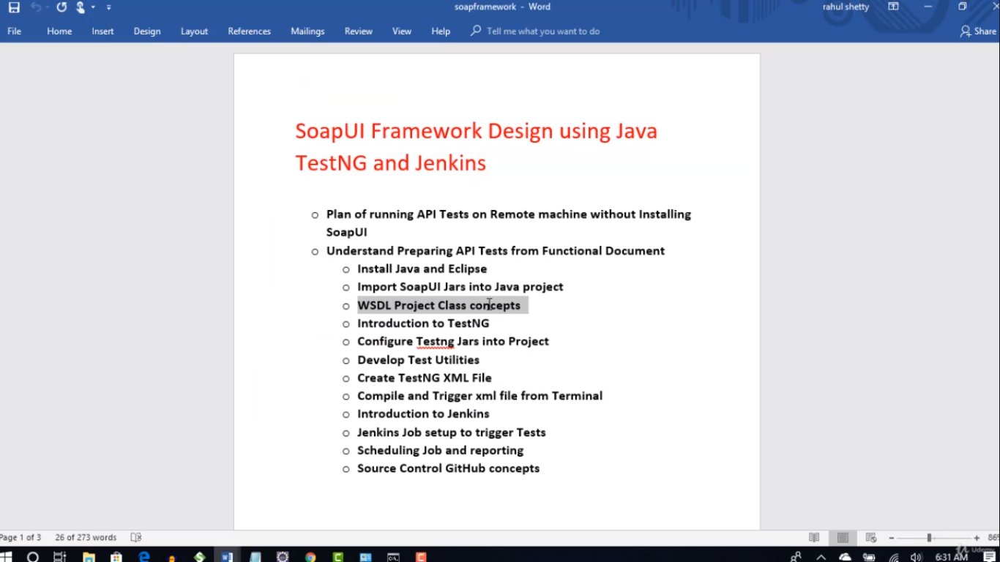 soapframework - Word
rahul shetty
File Home Insert Design Layout References Mailings Review View Help Tell me what you want to do Share
SoapUI Framework Design using Java
TestNG and Jenkins
o Plan of running API Tests on Remote machine without Installing
SoapUI
o Understand Preparing API Tests from Functional Document
o Install Java and Eclipse
o Import SoapUI Jars into Java project
o WSDL Project Class concepts
o Introduction to TestNG
o Configure Testng Jars into Project
o Develop Test Utilities
o Create TestNG XML File
o Compile and Trigger xml file from Terminal
o Introduction to Jenkins
o Jenkins Job setup to trigger Tests
o Scheduling Job and reporting
o Source Control GitHub concepts
Page 1 of 3 26 of 273 words
6:31 AM
Udemy